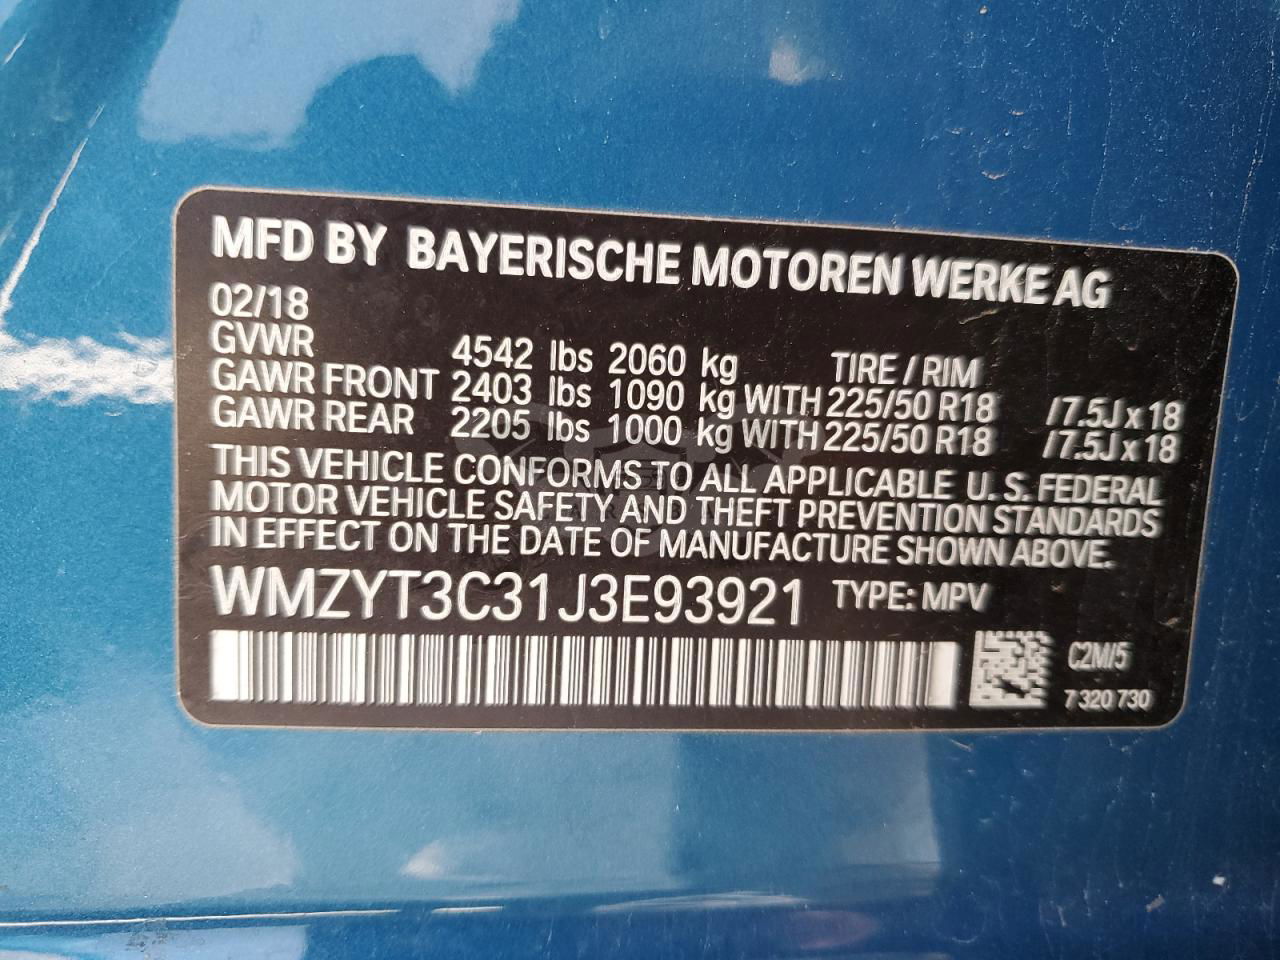 MFD BY BAYERISCHE MOTOREN WERKE AG
02/18
GVWR 4542 lbs 2060 kg TIRE / RIM
GAWR FRONT 2403 lbs 1090 kg WITH 225/50 R18 /7.5J x 18
GAWR REAR 2205 lbs 1000 kg WITH 225/50 R18 /7.5J x 18
THIS VEHICLE CONFORMS TO ALL APPLICABLE U. S. FEDERAL
MOTOR VEHICLE SAFETY AND THEFT PREVENTION STANDARDS
IN EFFECT ON THE DATE OF MANUFACTURE SHOWN ABOVE.
WMZYT3C31J3E93921 TYPE: MPV
C2M/5
7 320 730